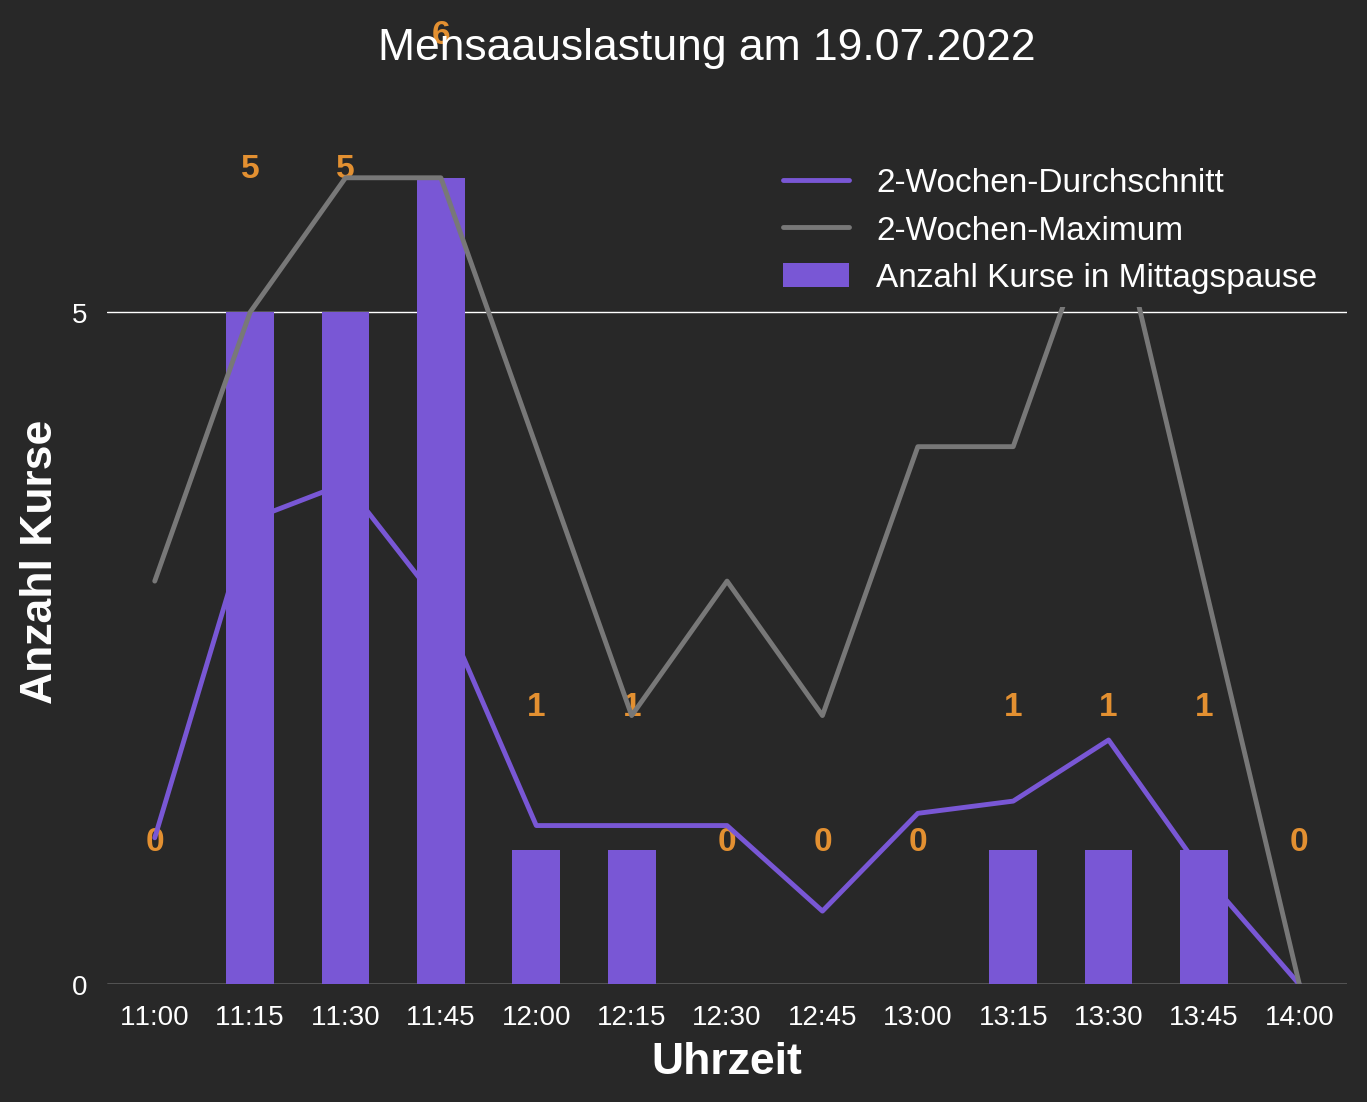 Mensaauslastung am 19.07.2022
6
5 5
2-Wochen-Durchschnitt
2-Wochen-Maximum
Anzahl Kurse in Mittagspause
5
Anzahl Kurse
1 1 1 1 1
0 0 0 0 0
0
11:00 11:15 11:30 11:45 12:00 12:15 12:30 12:45 13:00 13:15 13:30 13:45 14:00
Uhrzeit